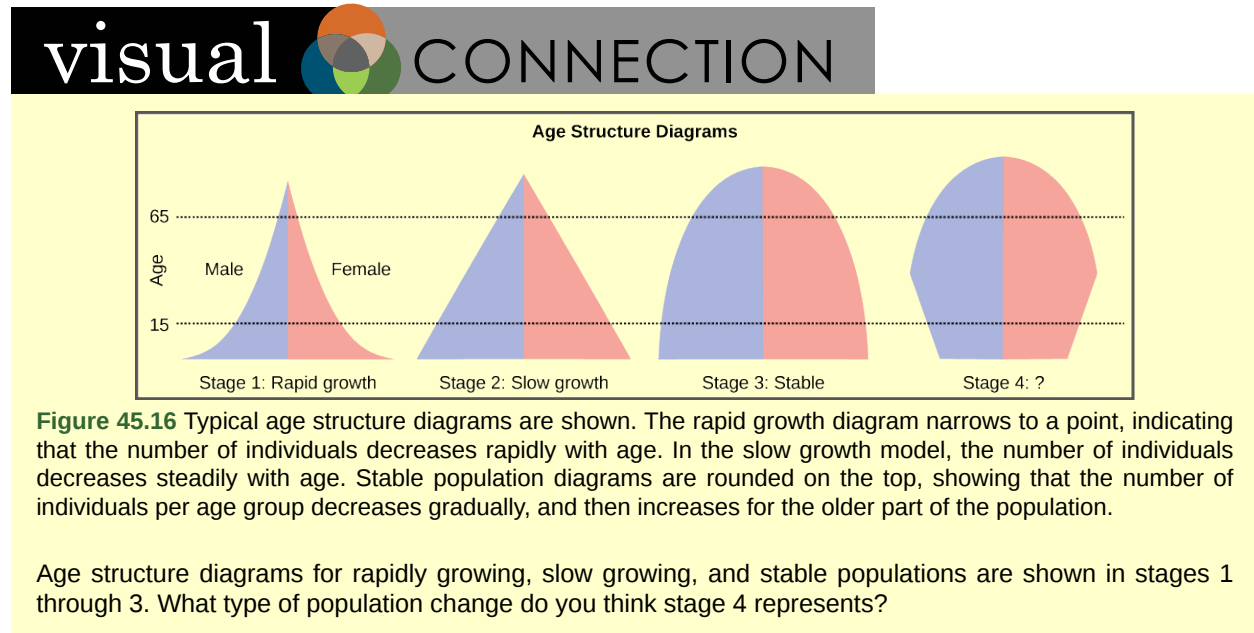 visual CONNECTION
Age Structure Diagrams
65
Age
Male
Female
15
Stage 1: Rapid growth
Stage 2: Slow growth
Stage 3: Stable
Stage 4: ?
Figure 45.16 Typical age structure diagrams are shown. The rapid growth diagram narrows to a point, indicating
that the number of individuals decreases rapidly with age. In the slow growth model, the number of individuals
decreases steadily with age. Stable population diagrams are rounded on the top, showing that the number of
individuals per age group decreases gradually, and then increases for the older part of the population.
Age structure diagrams for rapidly growing, slow growing, and stable populations are shown in stages 1
through 3. What type of population change do you think stage 4 represents?